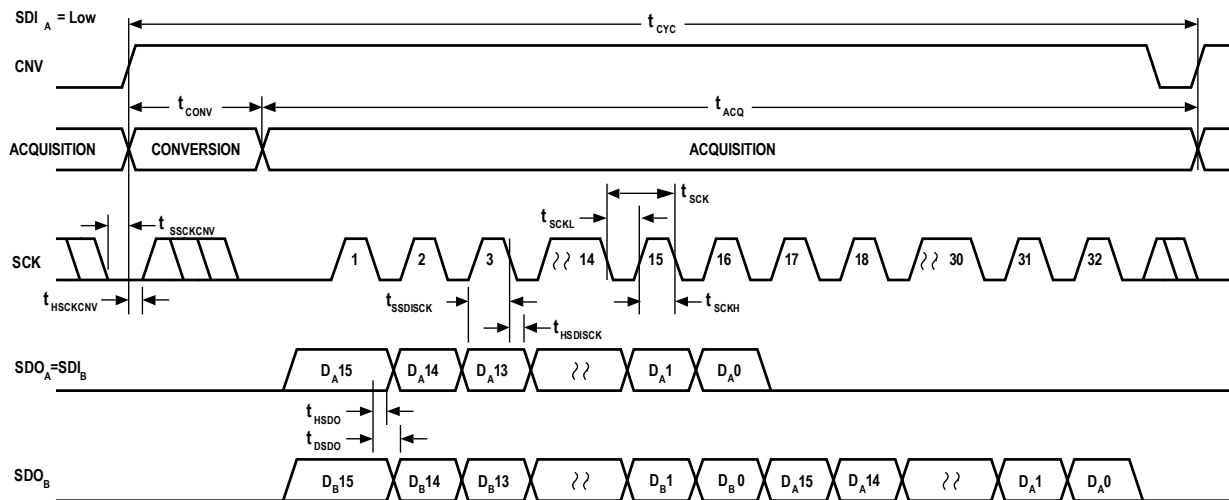 SDI A = Low
tCYC
CNV
tCONV
tACQ
ACQUISITION CONVERSION ACQUISITION
tSCK
tSCKL
tSSCKCNV
SCK 1 2 3 14 15 16 17 18 30 31 32
tHSCKCNV
tSSDISCK
tSCKH
tHSDISCK
SDOA=SDIB DA15 DA14 DA13 DA1 DA0
tHSDO
tDSDO
SDOB DB15 DB14 DB13 DB1 DB0 DA15 DA14 DA1 DA0